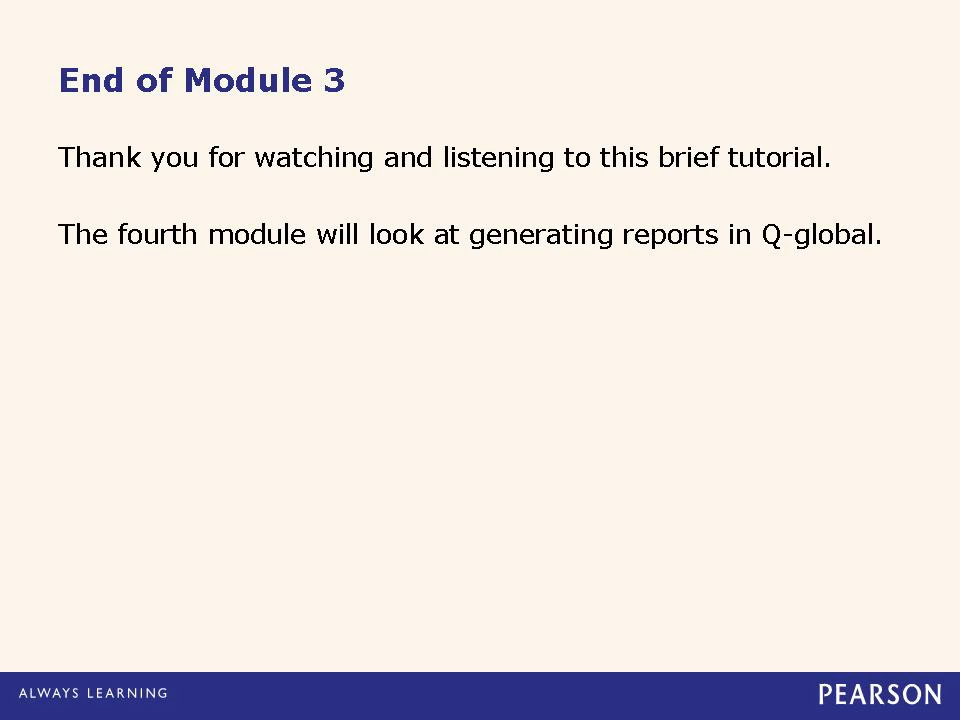 End of Module 3
Thank you for watching and listening to this brief tutorial.
The fourth module will look at generating reports in Q-global.
ALWAYS LEARNING
PEARSON